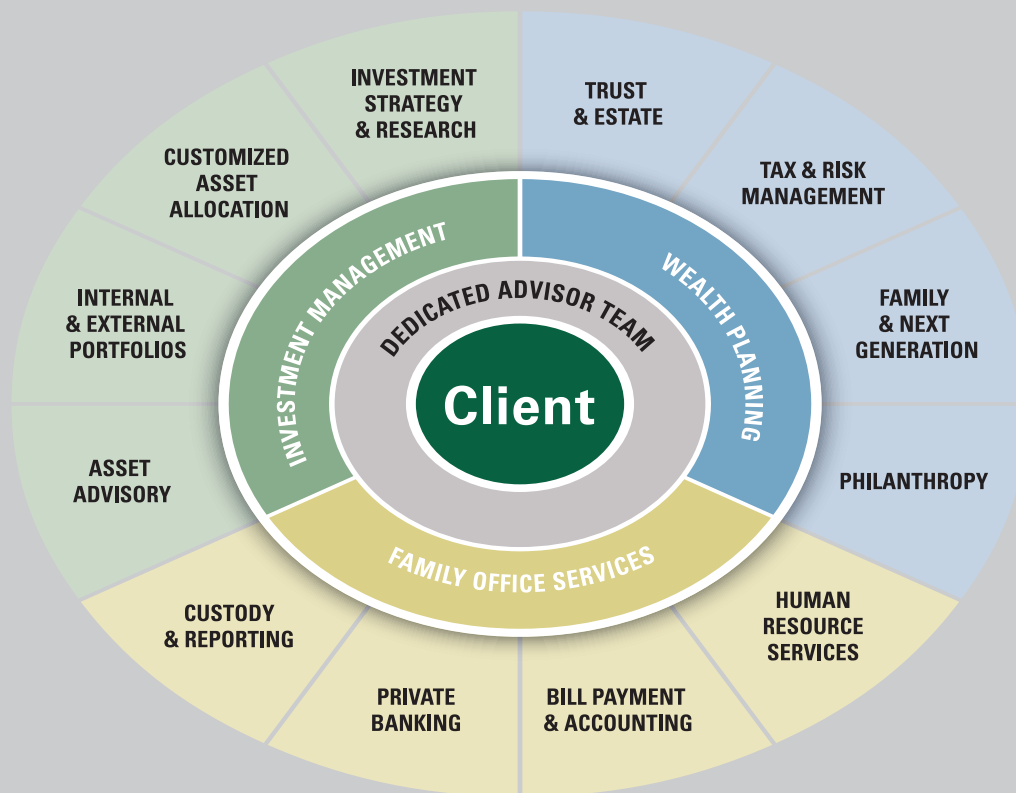 INVESTMENT
STRATEGY
& RESEARCH
TRUST
& ESTATE
CUSTOMIZED
ASSET
ALLOCATION
TAX & RISK
MANAGEMENT
INTERNAL
& EXTERNAL
PORTFOLIOS
FAMILY
& NEXT
GENERATION
INVESTMENT MANAGEMENT
WEALTH PLANNING
DEDICATED ADVISOR TEAM
Client
ASSET
ADVISORY
PHILANTHROPY
FAMILY OFFICE SERVICES
CUSTODY
& REPORTING
HUMAN
RESOURCE
SERVICES
PRIVATE
BANKING
BILL PAYMENT
& ACCOUNTING